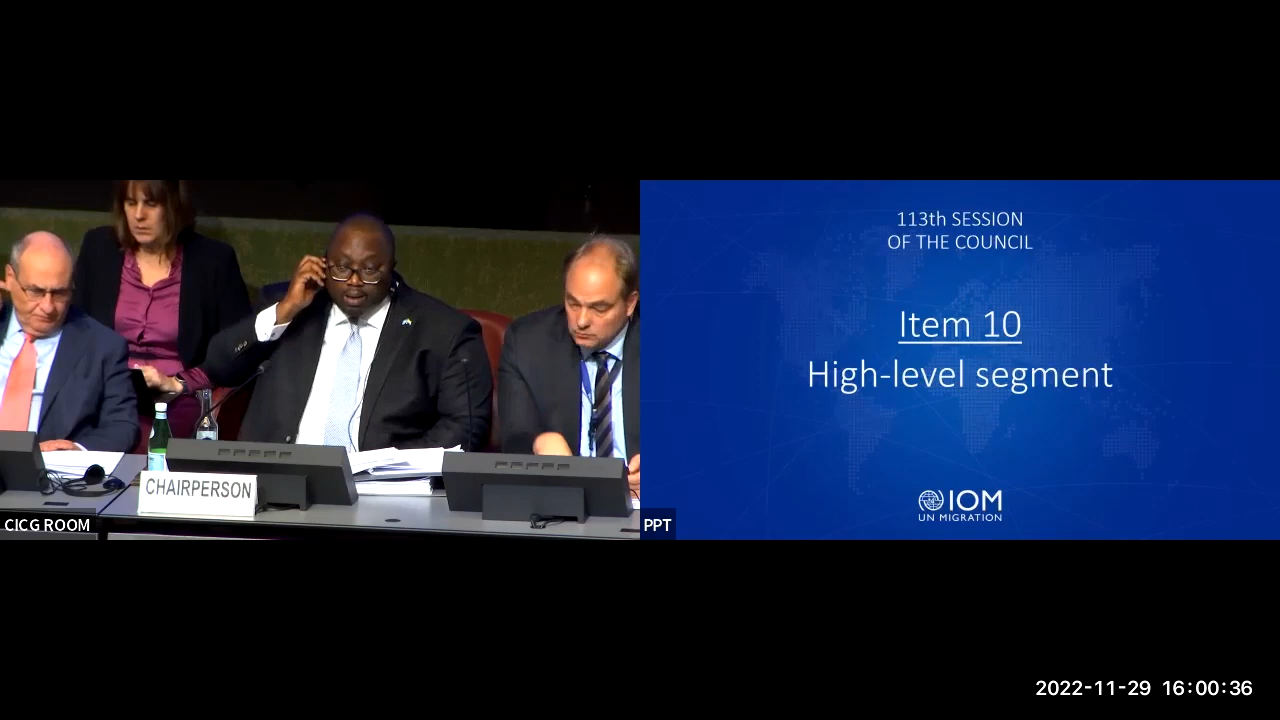 113th SESSION
OF THE COUNCIL
Item 10
High-level segment
IOM
UN MIGRATION
CHAIRPERSON
CICG ROOM
PPT
2022-11-29 16:00:36